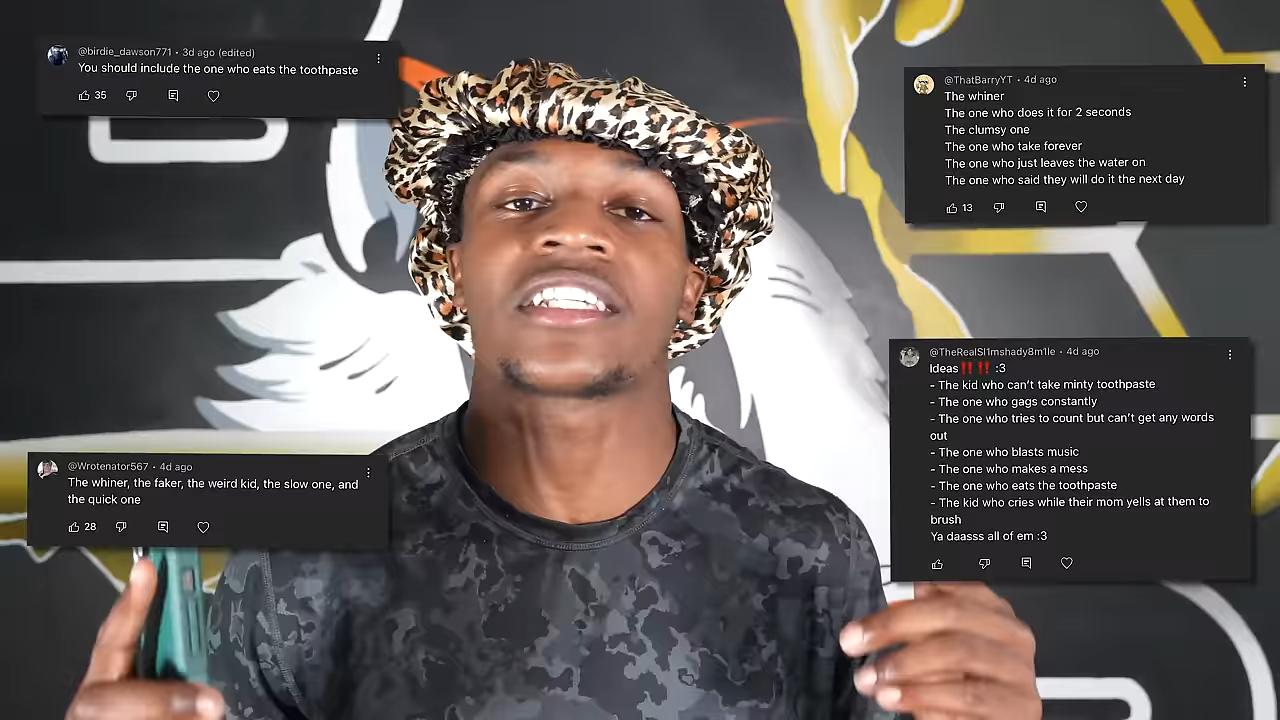 @birdie_dawson771 • 3d ago (edited)
You should include the one who eats the toothpaste
35
@ThatBarryYT • 4d ago
The whiner
The one who does it for 2 seconds
The clumsy one
The one who take forever
The one who just leaves the water on
The one who said they will do it the next day
13
@Wrotenator567 • 4d ago
The whiner, the faker, the weird kid, the slow one, and
the quick one
28
@TheRealSl1mshady8m1le • 4d ago
Ideas‼️‼️ :3
- The kid who can't take minty toothpaste
- The one who gags constantly
- The one who tries to count but can't get any words
out
- The one who blasts music
- The one who makes a mess
- The one who eats the toothpaste
- The kid who cries while their mom yells at them to
brush
Ya daasss all of em :3